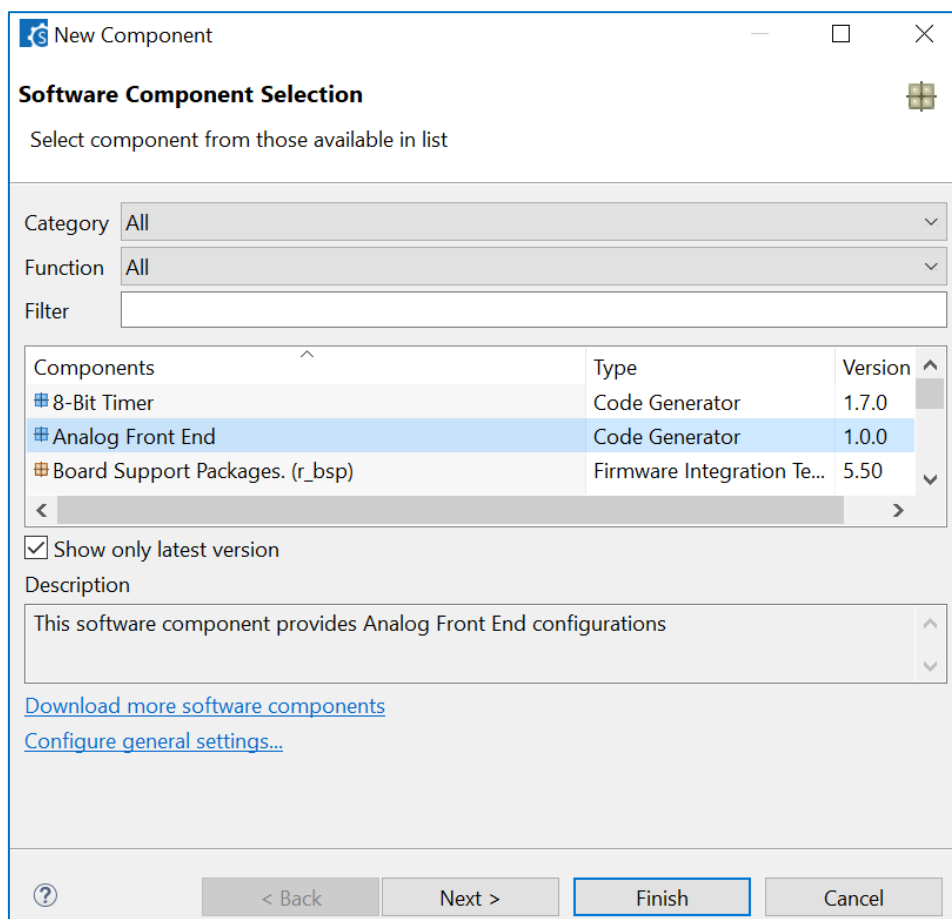 New Component
Software Component Selection
Select component from those available in list
Category All
Function All
Filter
Components Type Version
8-Bit Timer Code Generator 1.7.0
Analog Front End Code Generator 1.0.0
Board Support Packages. (r_bsp) Firmware Integration Te... 5.50
Show only latest version
Description
This software component provides Analog Front End configurations
Download more software components
Configure general settings...
? < Back Next > Finish Cancel